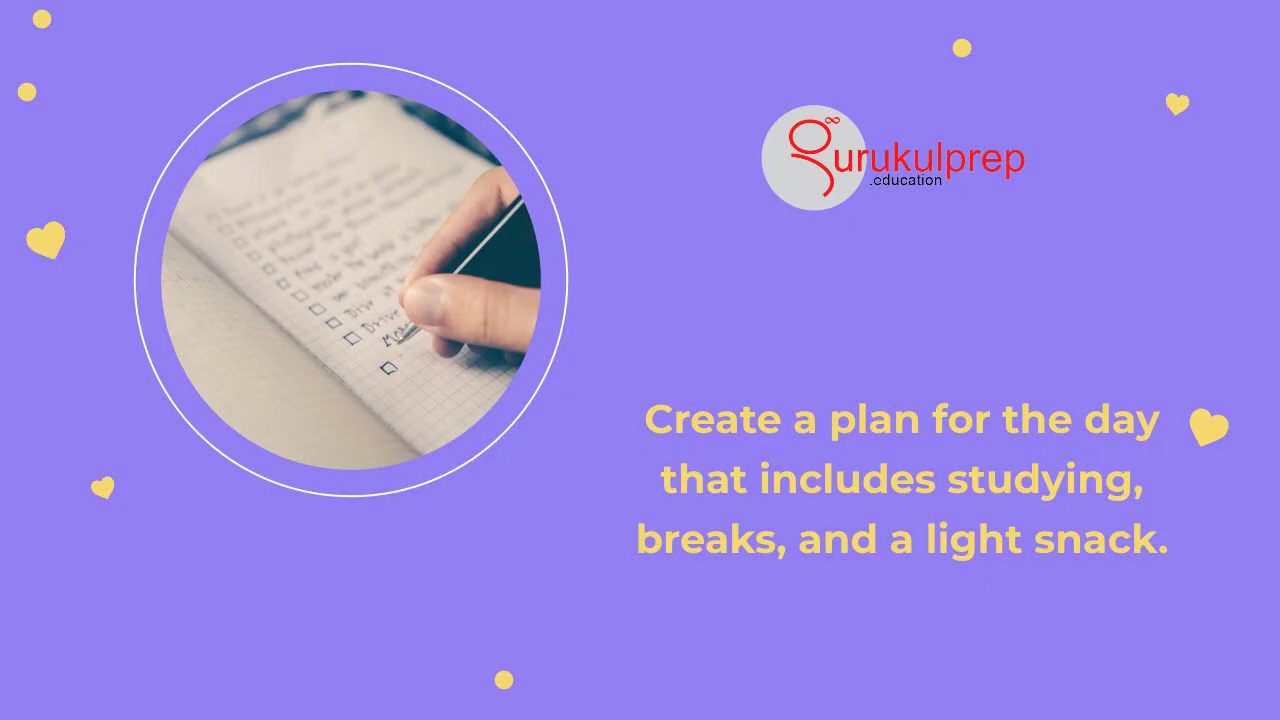 gurukulprep
.education
Create a plan for the day
that includes studying,
breaks, and a light snack.